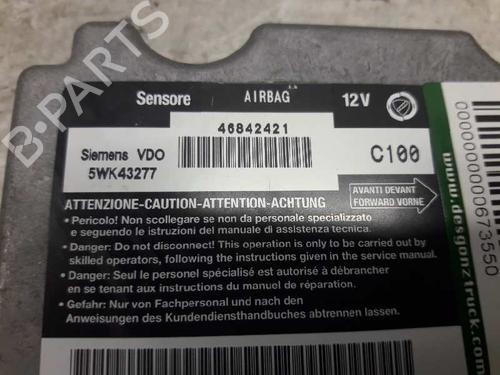 Sensore AIRBAG 12V
46842421
Siemens VDO
5WK43277
C100
ATTENZIONE-CAUTION-ATTENTION-ACHTUNG
AVANTI DEVANT
FORWARD VORNE
• Pericolo! Non scollegare se non da personale specializzato
e seguendo le istruzioni del manuale di assistenza tecnica.
• Danger: Do not disconnect! This operation is only to be carried out by
skilled operators, following the instructions given in the service manual.
• Danger: Seul le personel spécialisé est autorisé à débrancher
en se tenant aux instructions du manuel de réparation.
• Gefahr: Nur von Fachpersonal und nach den
Anweisungen des Kundendiensthandbuches abtrennen lassen.
www.desgonztruck.com
B-PARTS